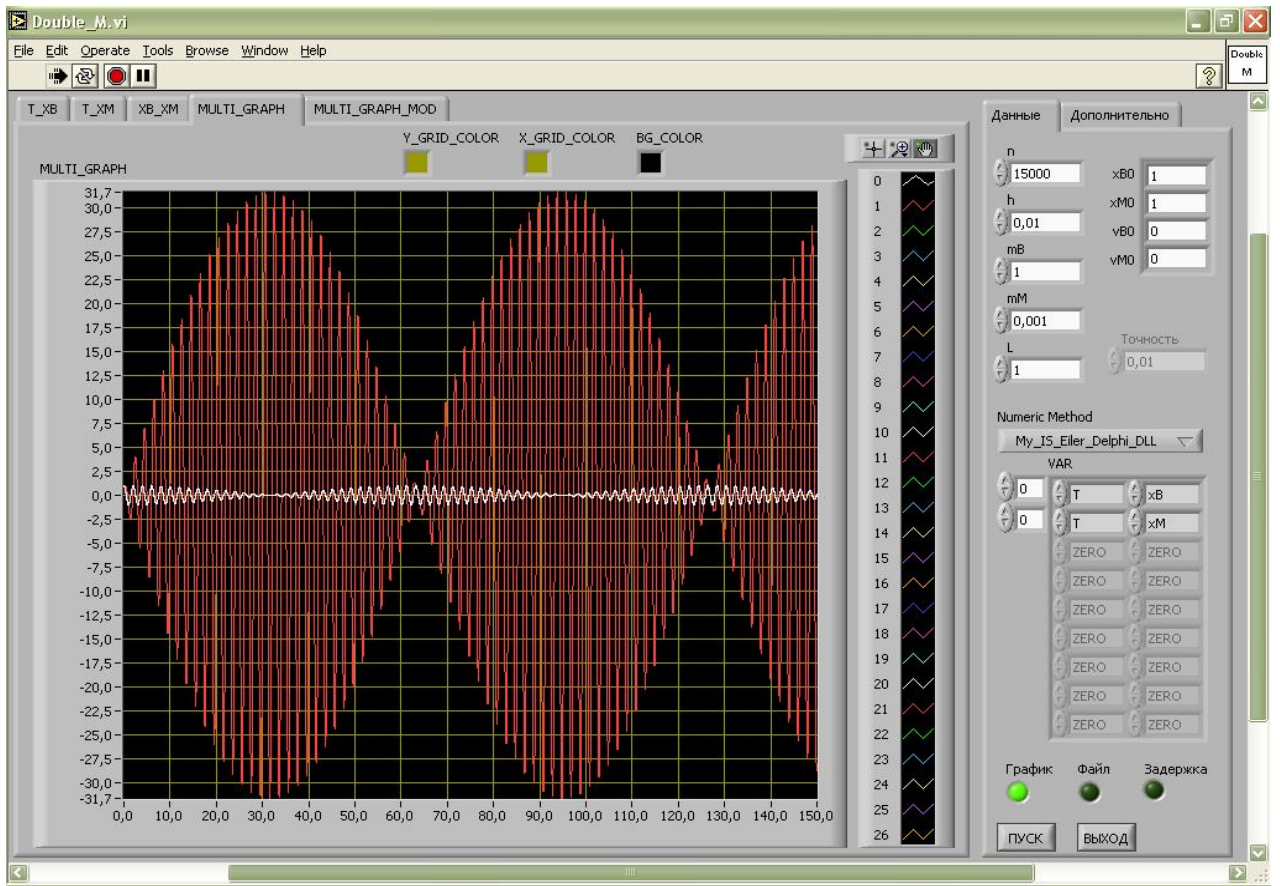 Double_M.vi
File Edit Operate Tools Browse Window Help
Double
M
T_XB T_XM XB_XM MULTI_GRAPH MULTI_GRAPH_MOD
Y_GRID_COLOR X_GRID_COLOR BG_COLOR
MULTI_GRAPH
31,7
30,0
27,5
25,0
22,5
20,0
17,5
15,0
12,5
10,0
7,5
5,0
2,5
0,0
-2,5
-5,0
-7,5
-10,0
-12,5
-15,0
-17,5
-20,0
-22,5
-25,0
-27,5
-30,0
-31,7
0,0 10,0 20,0 30,0 40,0 50,0 60,0 70,0 80,0 90,0 100,0 110,0 120,0 130,0 140,0 150,0
0
1
2
3
4
5
6
7
8
9
10
11
12
13
14
15
16
17
18
19
20
21
22
23
24
25
26
Данные Дополнительно
n
15000
h
0,01
mB
1
mM
0,001
L
1
xB0 1
xM0 1
vB0 0
vM0 0
Точность
0,01
Numeric Method
My_IS_Eiler_Delphi_DLL
VAR
0 T xB
0 T xM
ZERO ZERO
ZERO ZERO
ZERO ZERO
ZERO ZERO
ZERO ZERO
ZERO ZERO
ZERO ZERO
График Файл Задержка
ПУСК ВЫХОД